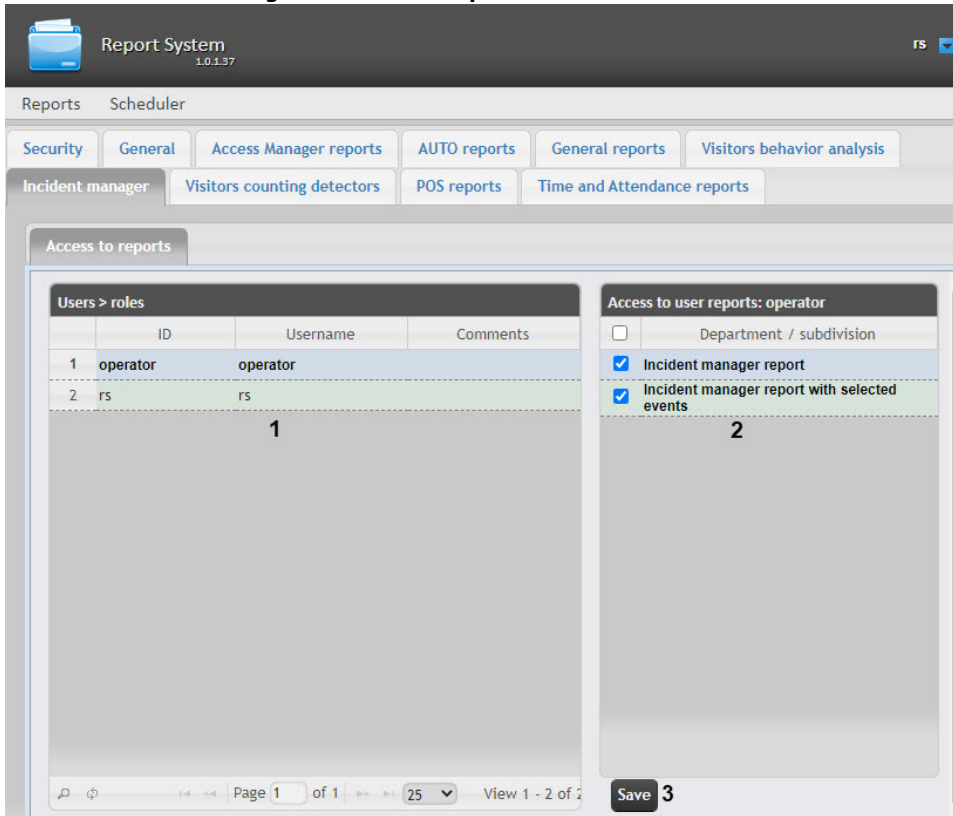 Report System
1.0.1.37
rs
Reports Scheduler
Security General Access Manager reports AUTO reports General reports Visitors behavior analysis
Incident manager Visitors counting detectors POS reports Time and Attendance reports
Access to reports
Users > roles
ID Username Comments
1 operator operator
2 rs rs
1
Page 1 of 1 25 View 1 - 2 of 2
Access to user reports: operator
Department / subdivision
Incident manager report
Incident manager report with selected
events
2
Save 3